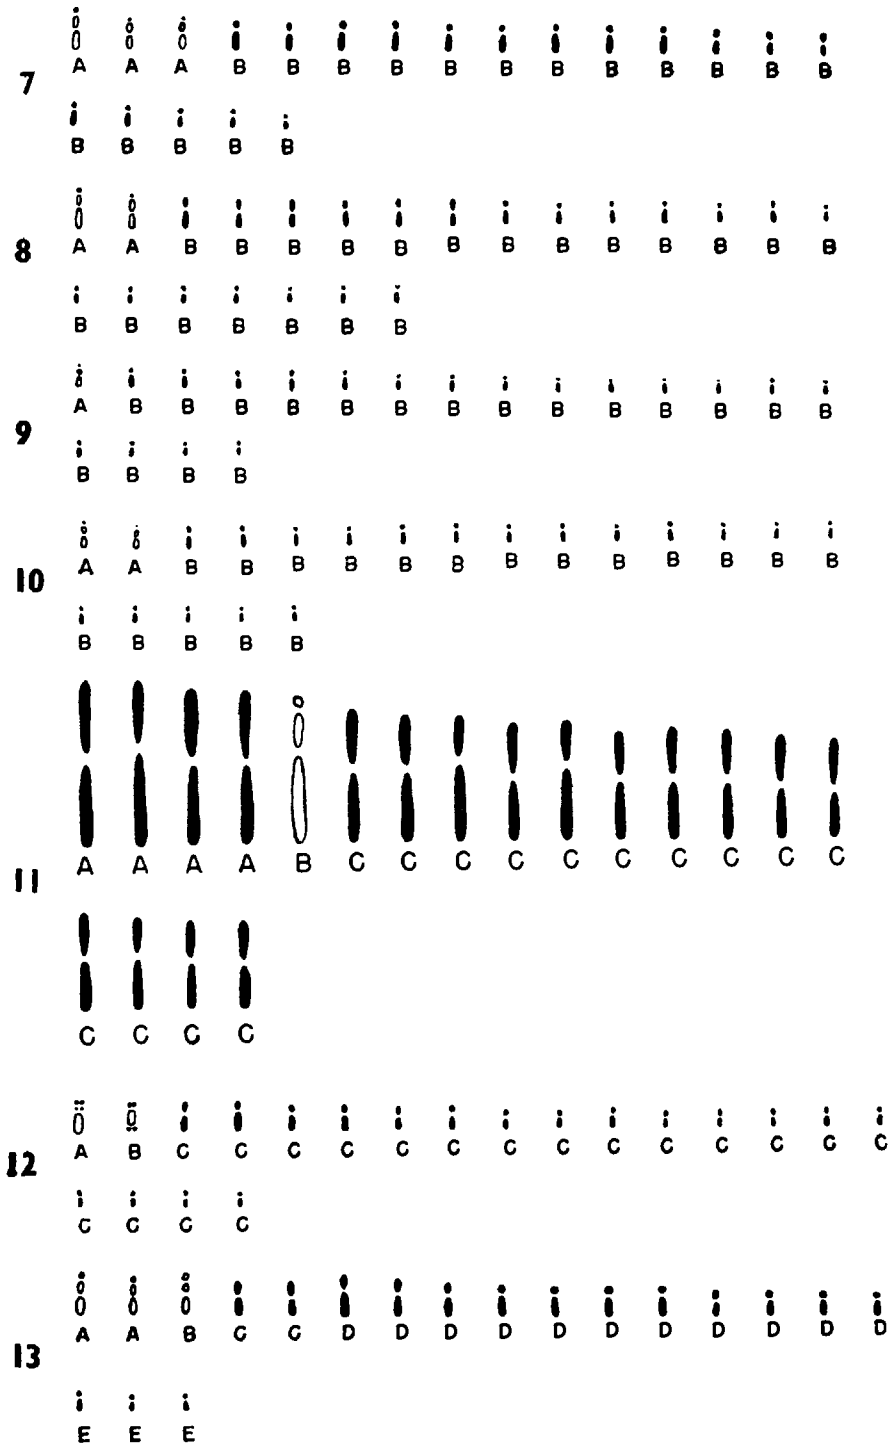 A A A B B B B B B B B B B B B
7
B B B B B
A A B B B B B B B B B B B B B
8
B B B B B B B
A B B B B B B B B B B B B B B
9
B B B B
A A B B B B B B B B B B B B B
10
B B B B B
A A A A B C C C C C C C C C C
11
C C C C
A B C C C C C C C C C C C C C C
12
C C C C
A A B C C D D D D D D D D D D D
13
E E E